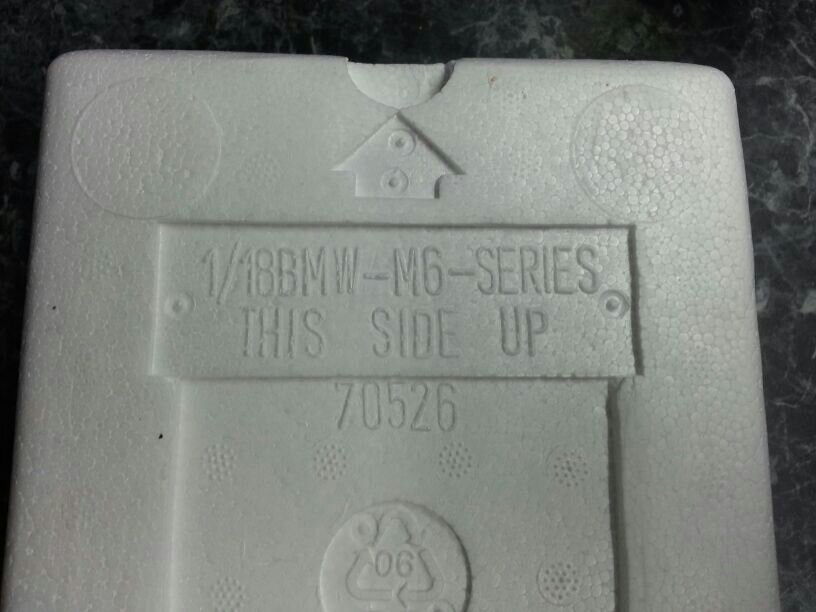 1/18BMW-M6-SERIES
THIS SIDE UP
70526
06